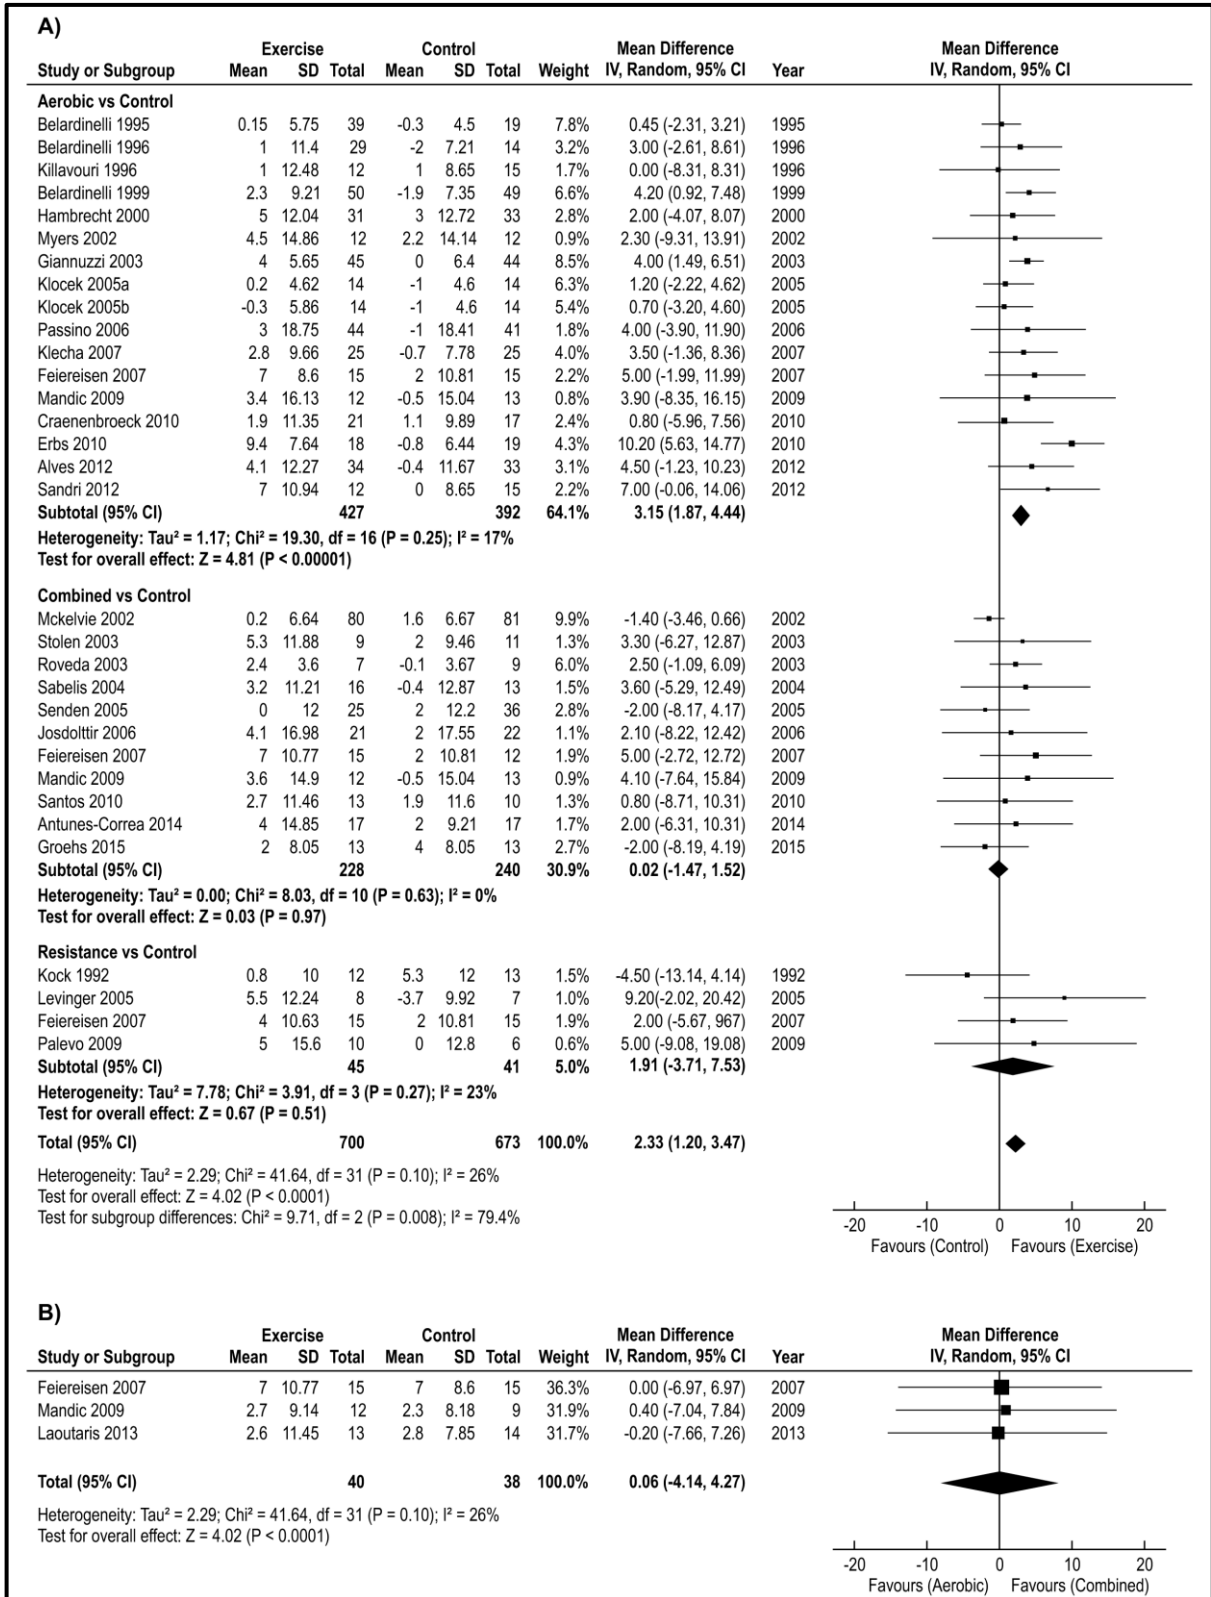 A)
Exercise Control Mean Difference Mean Difference
Study or Subgroup Mean SD Total Mean SD Total Weight IV, Random, 95% CI Year IV, Random, 95% CI
Aerobic vs Control
Belardinelli 1995 0.15 5.75 39 -0.3 4.5 19 7.8% 0.45 (-2.31, 3.21) 1995
Belardinelli 1996 1 11.4 29 -2 7.21 14 3.2% 3.00 (-2.61, 8.61) 1996
Killavouri 1996 1 12.48 12 1 8.65 15 1.6% 0.00 (-8.31, 8.31) 1996
Belardinelli 1999 2.3 9.21 50 -1.9 7.35 49 6.6% 4.20 (0.92, 7.48) 1999
Hambrecht 2000 5 12.04 31 3 12.72 33 2.8% 2.00 (-4.07, 8.07) 2000
Myers 2002 4.5 14.86 12 2.2 14.14 12 0.9% 2.30 (-9.31, 13.91) 2002
Giannuzzi 2003 4 5.65 45 0 6.4 44 8.5% 4.00 (1.49, 6.51) 2003
Klocek 2005a 0.2 4.62 14 -1 4.6 14 6.3% 1.20 (-2.22, 4.62) 2005
Klocek 2005b -0.3 5.86 14 -1 4.6 14 5.4% 0.70 (-3.20, 4.60) 2005
Passino 2006 3 18.75 44 -1 18.41 41 1.8% 4.00 (-3.90, 11.90) 2006
Klecha 2007 2.8 9.66 25 -0.7 7.78 25 4.0% 3.50 (-1.36, 8.36) 2007
Feiereisen 2007 7 8.6 15 2 10.81 15 2.2% 5.00 (-1.99, 11.99) 2007
Mandic 2009 3.4 16.13 12 -0.5 15.04 13 0.8% 3.90 (-8.35, 16.15) 2009
Craenenbroeck 2010 1.9 11.35 21 1.1 9.89 17 2.4% 0.80 (-5.96, 7.56) 2010
Erbs 2010 9.4 7.64 18 -0.8 6.44 19 4.3% 10.20 (5.63, 14.77) 2010
Alves 2012 4.1 12.27 34 -0.4 11.67 33 3.1% 4.50 (-1.23, 10.23) 2012
Sandri 2012 7 10.94 12 0 8.65 15 2.2% 7.00 (-0.06, 14.06) 2012
Subtotal (95% CI) 427 392 64.1% 3.15 (1.87, 4.44)
Heterogeneity: Tau² = 1.17; Chi² = 19.30, df = 16 (P = 0.25); I² = 17%
Test for overall effect: Z = 4.81 (P < 0.00001)
Combined vs Control
Mckelvie 2002 0.2 6.64 80 1.6 6.67 81 9.9% -1.40 (-3.46, 0.66) 2002
Stolen 2003 5.3 11.88 9 2 9.46 11 1.3% 3.30 (-6.27, 12.87) 2003
Roveda 2003 2.4 3.6 7 -0.1 3.67 9 6.0% 2.50 (-1.09, 6.09) 2003
Sabelis 2004 3.2 11.21 16 -0.4 12.87 13 1.5% 3.60 (-5.29, 12.49) 2004
Senden 2005 0 12 25 2 12.2 36 2.8% -2.00 (-8.17, 4.17) 2005
Josdolttir 2006 4.1 16.98 21 2 17.55 22 1.1% 2.10 (-8.22, 12.42) 2006
Feiereisen 2007 7 10.77 15 2 10.81 12 1.9% 5.00 (-2.72, 12.72) 2007
Mandic 2009 3.6 14.9 12 -0.5 15.04 13 0.9% 4.10 (-7.64, 15.84) 2009
Santos 2010 2.7 11.46 13 1.9 11.6 10 1.3% 0.80 (-8.71, 10.31) 2010
Antunes-Correa 2014 4 14.85 17 2 9.21 17 1.7% 2.00 (-6.31, 10.31) 2014
Groehs 2015 2 8.05 13 4 8.05 13 2.7% -2.00 (-8.19, 4.19) 2015
Subtotal (95% CI) 228 240 30.9% 0.02 (-1.47, 1.52)
Heterogeneity: Tau² = 0.00; Chi² = 8.03, df = 10 (P = 0.63); I² = 0%
Test for overall effect: Z = 0.03 (P = 0.97)
Resistance vs Control
Kock 1992 0.8 10 12 5.3 12 13 1.5% -4.50 (-13.14, 4.14) 1992
Levinger 2005 5.5 12.24 8 -3.7 9.92 7 1.0% 9.20(-2.02, 20.42) 2005
Feiereisen 2007 4 10.63 15 2 10.81 15 1.9% 2.00 (-5.67, 967) 2007
Palevo 2009 5 15.6 10 0 12.8 6 0.6% 5.00 (-9.08, 19.08) 2009
Subtotal (95% CI) 45 41 5.0% 1.91 (-3.71, 7.53)
Heterogeneity: Tau² = 7.78; Chi² = 3.91, df = 3 (P = 0.27); I² = 23%
Test for overall effect: Z = 0.67 (P = 0.51)
Total (95% CI) 700 673 100.0% 2.33 (1.20, 3.47)
Heterogeneity: Tau² = 2.29; Chi² = 41.64, df = 31 (P = 0.10); I² = 26%
Test for overall effect: Z = 4.02 (P < 0.0001)
Test for subgroup differences: Chi² = 9.71, df = 2 (P = 0.008); I² = 79.4%
-20 -10 0 10 20
Favours (Control) Favours (Exercise)
B)
Exercise Control Mean Difference Mean Difference
Study or Subgroup Mean SD Total Mean SD Total Weight IV, Random, 95% CI Year IV, Random, 95% CI
Feiereisen 2007 7 10.77 15 7 8.6 15 36.3% 0.00 (-6.97, 6.97) 2007
Mandic 2009 2.7 9.14 12 2.3 8.18 9 31.9% 0.40 (-7.04, 7.84) 2009
Laoutaris 2013 2.6 11.45 13 2.8 7.85 14 31.7% -0.20 (-7.66, 7.26) 2013
Total (95% CI) 40 38 100.0% 0.06 (-4.14, 4.27)
Heterogeneity: Tau² = 2.29; Chi² = 41.64, df = 31 (P = 0.10); I² = 26%
Test for overall effect: Z = 4.02 (P < 0.0001)
-20 -10 0 10 20
Favours (Aerobic) Favours (Combined)